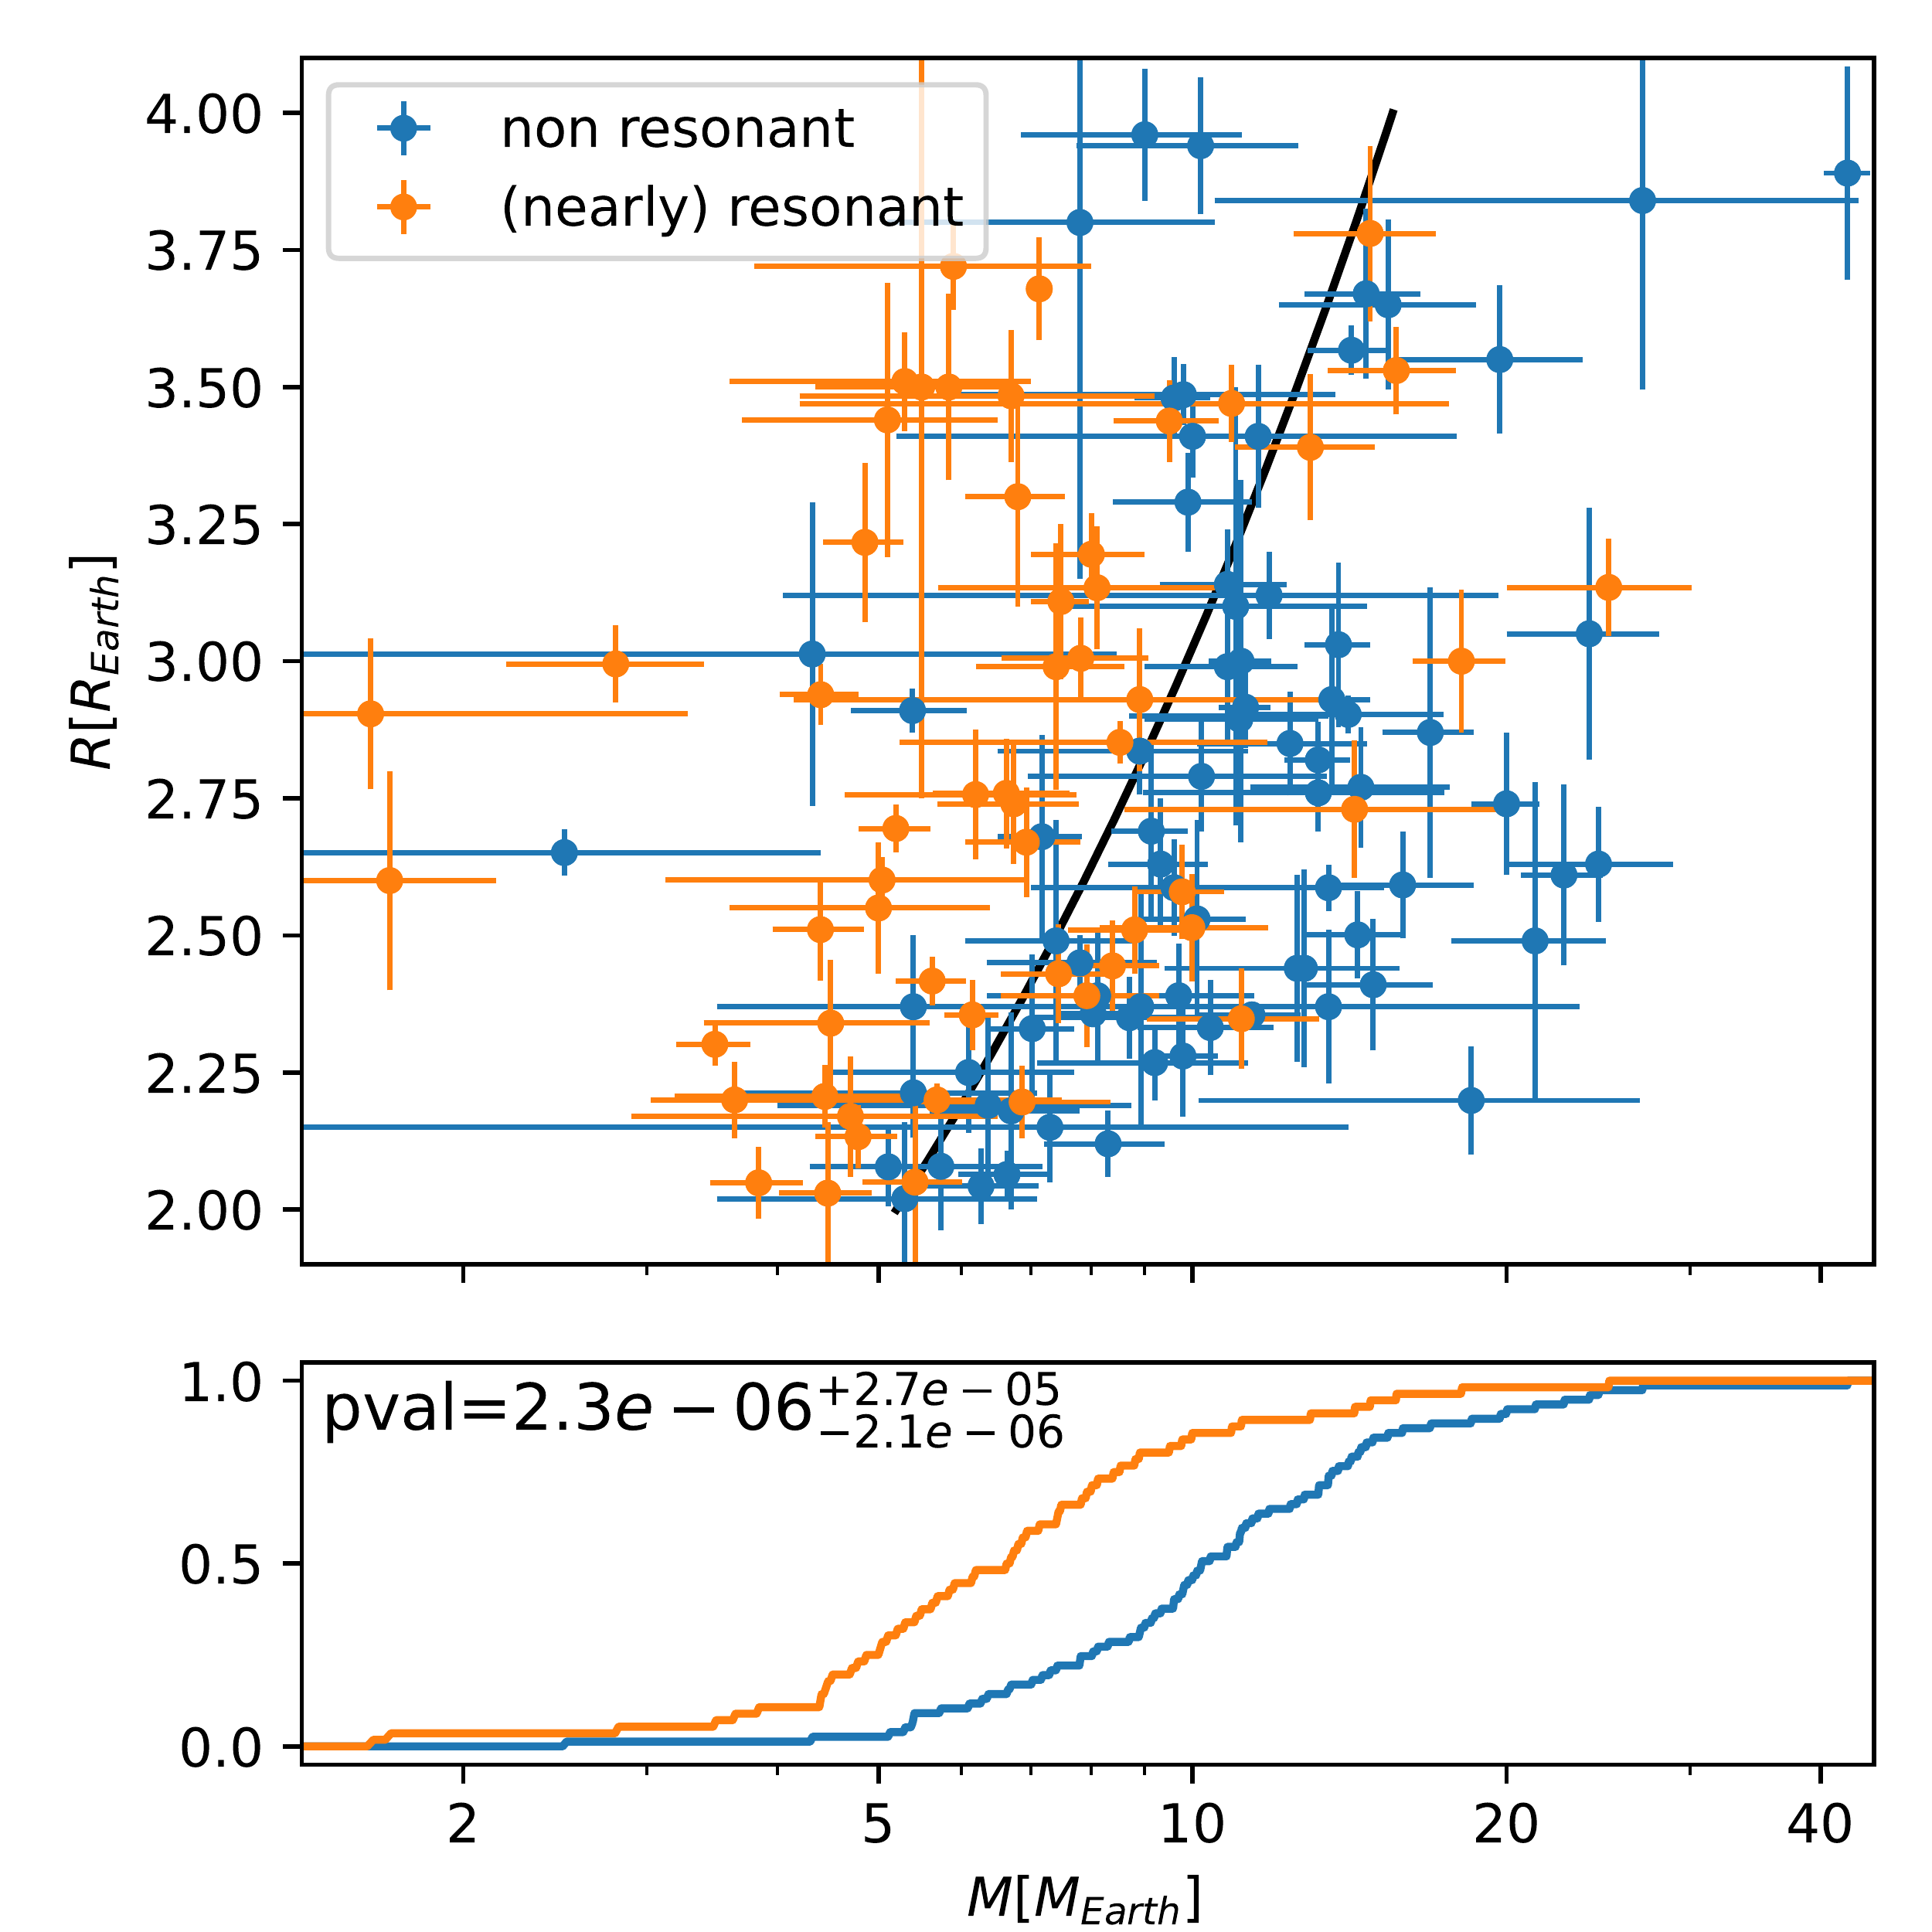 4.00
3.75
3.50
3.25
3.00
2.75
2.50
2.25
2.00
R[R_Earth]
non resonant
(nearly) resonant
1.0
0.5
0.0
pval=2.3e − 06 +2.7e − 05 −2.1e − 06
2 5 10 20 40
M[M_Earth]